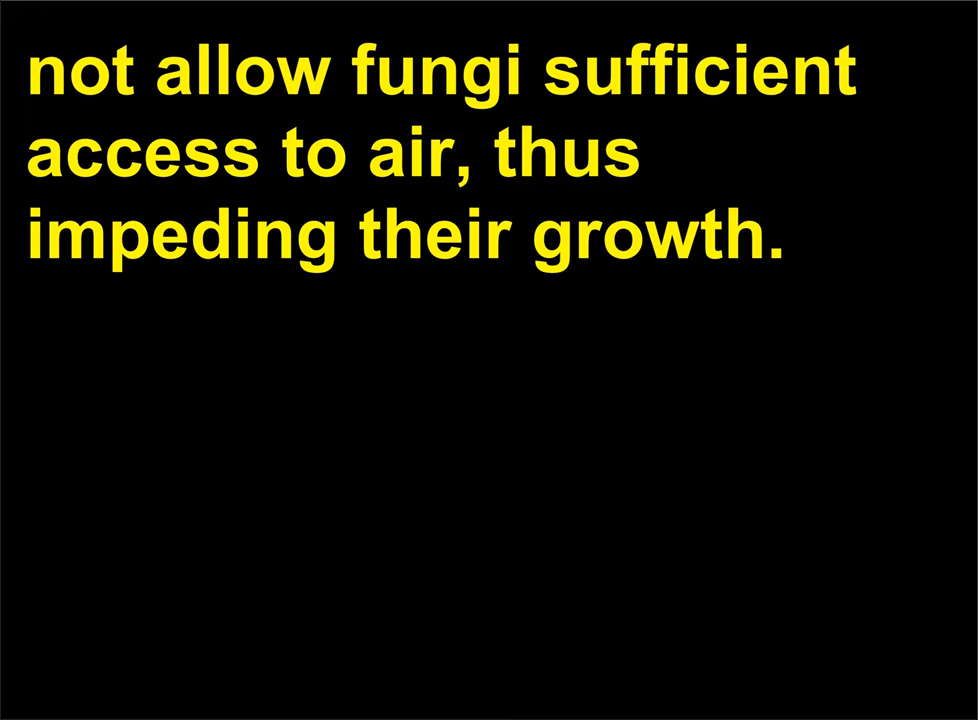 not allow fungi sufficient
access to air, thus
impeding their growth.